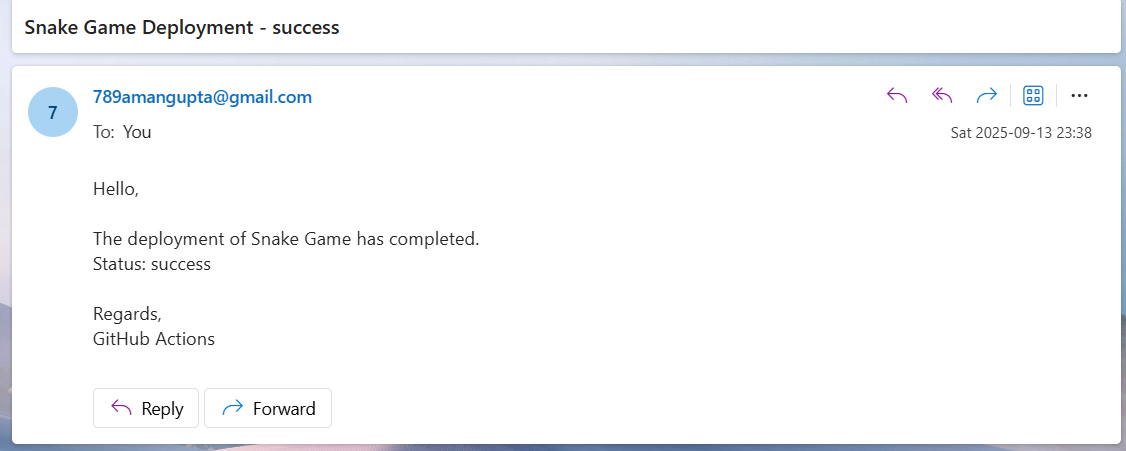 Snake Game Deployment - success
7
789amangupta@gmail.com
To: You
Sat 2025-09-13 23:38
Hello,
The deployment of Snake Game has completed.
Status: success
Regards,
GitHub Actions
Reply
Forward